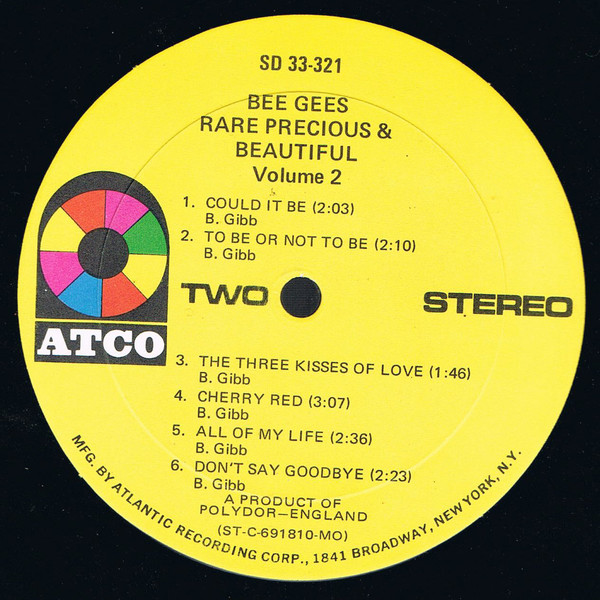 SD 33-321
BEE GEES
RARE PRECIOUS &
BEAUTIFUL
Volume 2
1. COULD IT BE (2:03)
B. Gibb
2. TO BE OR NOT TO BE (2:10)
B. Gibb
TWO
STEREO
ATCO
3. THE THREE KISSES OF LOVE (1:46)
B. Gibb
4. CHERRY RED (3:07)
B. Gibb
5. ALL OF MY LIFE (2:36)
B. Gibb
6. DON'T SAY GOODBYE (2:23)
B. Gibb
A PRODUCT OF
POLYDOR—ENGLAND
(ST-C-691810-MO)
MFG. BY ATLANTIC RECORDING CORP., 1841 BROADWAY, NEW YORK, N.Y.